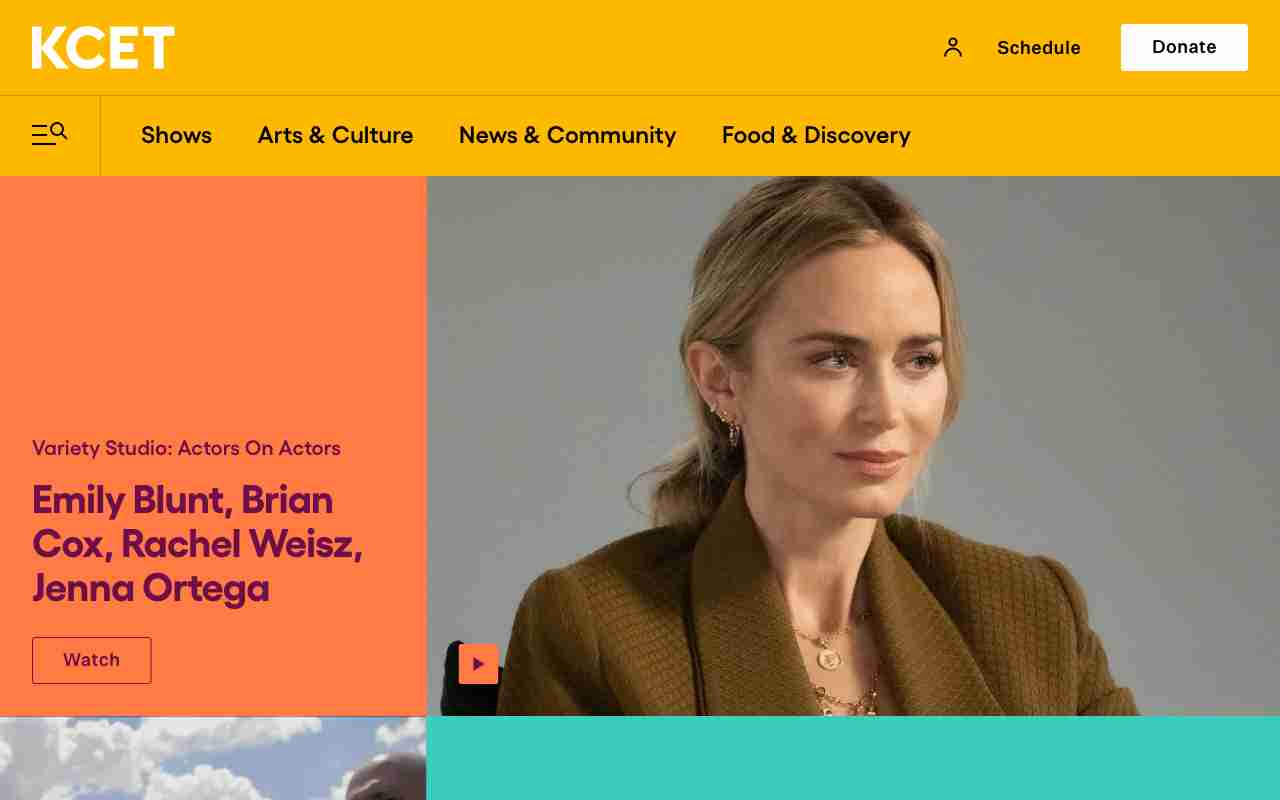 KCET
Schedule
Donate
Shows
Arts & Culture
News & Community
Food & Discovery
Variety Studio: Actors On Actors
Emily Blunt, Brian
Cox, Rachel Weisz,
Jenna Ortega
Watch